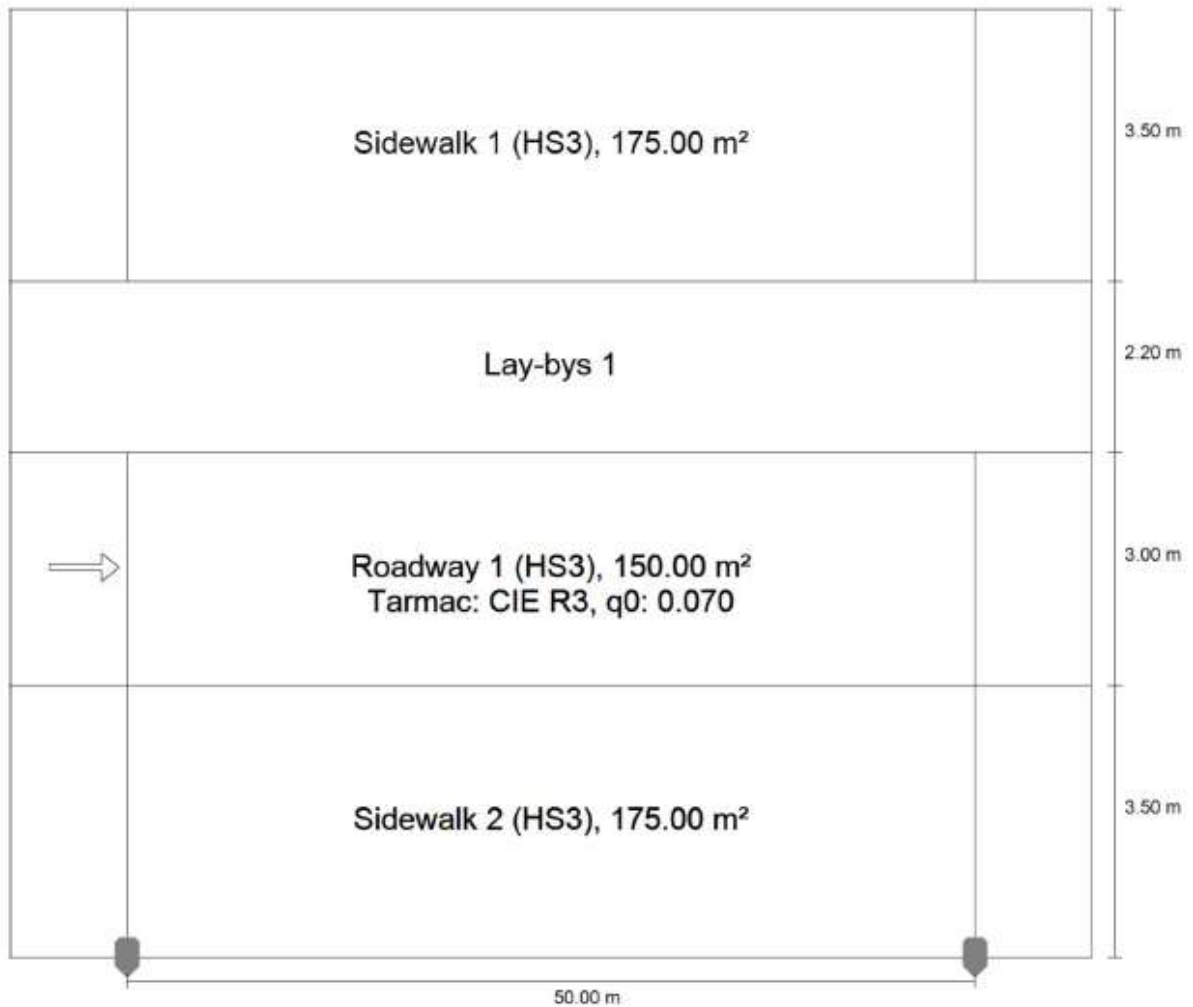 Sidewalk 1 (HS3), 175.00 m²
3.50 m
Lay-bys 1
2.20 m
Roadway 1 (HS3), 150.00 m²
Tarmac: CIE R3, q0: 0.070
3.00 m
Sidewalk 2 (HS3), 175.00 m²
3.50 m
50.00 m